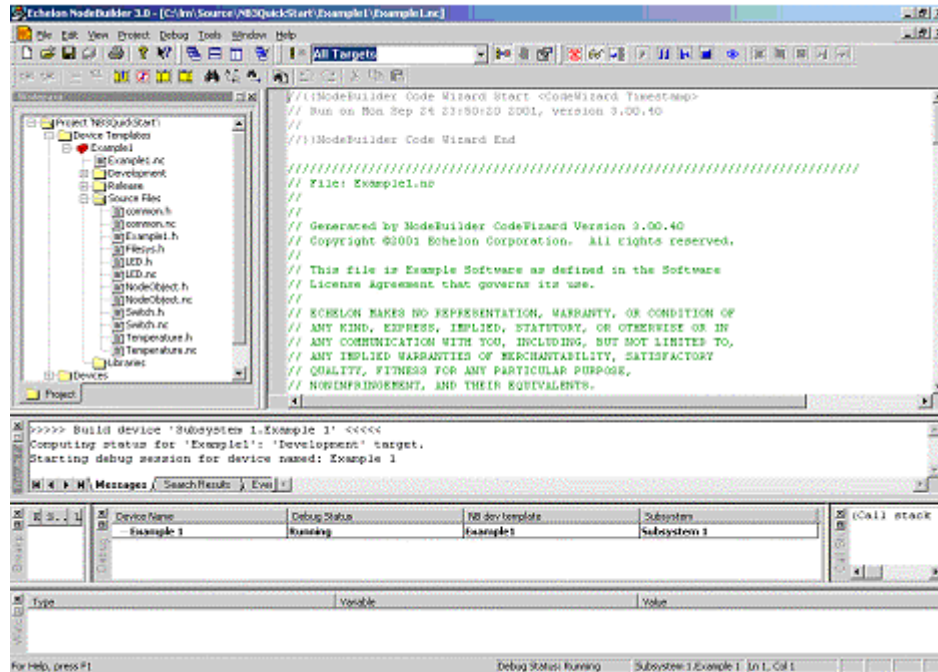 Echelon NodeBuilder 3.0 - [C:\lm\Source\NB3QuickStart\Example1\Example1.nc]
File Edit View Project Debug Tools Window Help
All Targets
Project 'NB3QuickStart'
Device Templates
Example1
Example1.nc
Development
Release
Source Files
common.h
common.nc
Example1.h
Filesys.h
LED.h
LED.nc
NodeObject.h
NodeObject.nc
Switch.h
Switch.nc
Temperature.h
Temperature.nc
Libraries
Devices
Project
//{{NodeBuilder Code Wizard Start <CodeWizard Timestamp>
// Run on Mon Sep 24 23:50:20 2001, version 3.00.40
//
//}}NodeBuilder Code Wizard End
////////////////////////////////////////////////////////////////////////////////
// File: Example1.nc
//
//
// Generated by NodeBuilder CodeWizard Version 3.00.40
// Copyright ©2001 Echelon Corporation. All rights reserved.
//
// This file is Example Software as defined in the Software
// License Agreement that governs its use.
//
// ECHELON MAKES NO REPRESENTATION, WARRANTY, OR CONDITION OF
// ANY KIND, EXPRESS, IMPLIED, STATUTORY, OR OTHERWISE OR IN
// ANY COMMUNICATION WITH YOU, INCLUDING, BUT NOT LIMITED TO,
// ANY IMPLIED WARRANTIES OF MERCHANTABILITY, SATISFACTORY
// QUALITY, FITNESS FOR ANY PARTICULAR PURPOSE,
// NONINFRINGEMENT, AND THEIR EQUIVALENTS.
>>>>> Build device 'Subsystem 1.Example 1' <<<<<
Computing status for 'Example1': 'Development' target.
Starting debug session for device named: Example 1
Messages Search Results Eve
E S.. L Device Name Debug Status NB dev template Subsystem (Call stack
Example 1 Running Example1 Subsystem 1
Type Variable Value
For Help, press F1 Debug Status: Running Subsystem 1.Example 1 Ln 1, Col 1